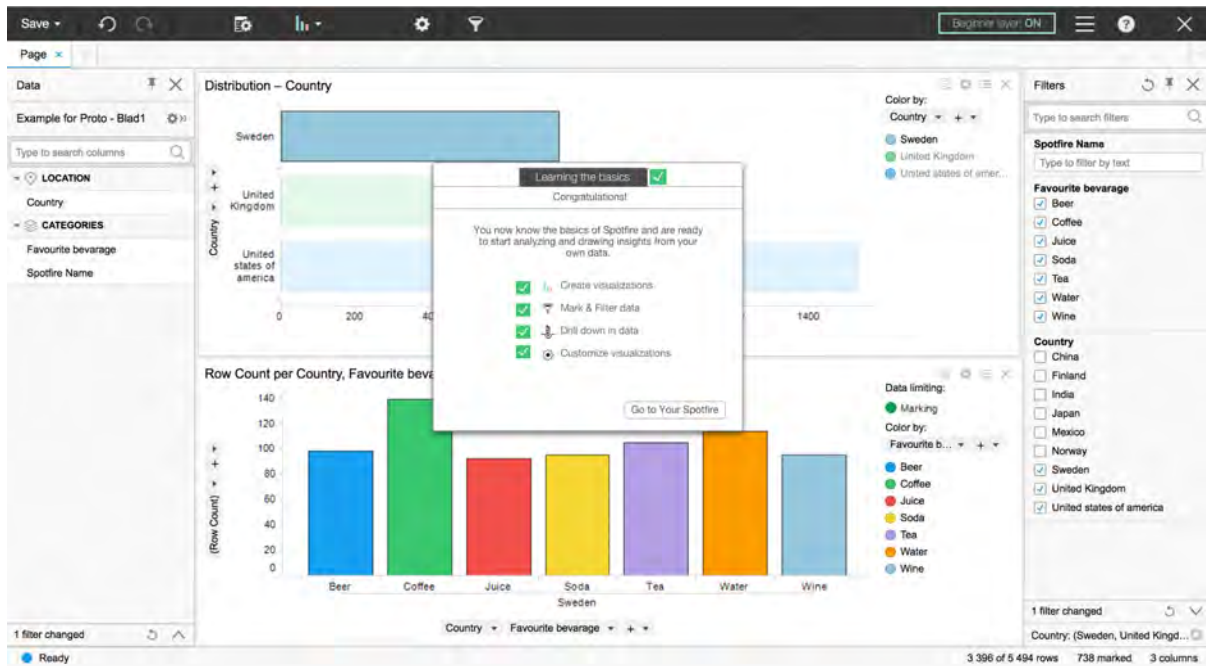 Save
Beginner layer: ON
Page
Data
Example for Proto - Blad1
Type to search columns
LOCATION
Country
CATEGORIES
Favourite bevarage
Spotfire Name
1 filter changed
Distribution – Country
Sweden
United
Kingdom
United
states of
america
Country
0
200
40
1400
Color by:
Country
Sweden
United Kingdom
United states of amer...
Learning the basics
Congratulations!
You now know the basics of Spotfire and are ready
to start analyzing and drawing insights from your
own data.
Create visualizations
Mark & Filter data
Drill down in data
Customize visualizations
Go to Your Spotfire
Row Count per Country, Favourite beva
140
120
100
80
60
40
20
0
(Row Count)
Beer
Coffee
Juice
Soda
Tea
Water
Wine
Sweden
Country
Favourite bevarage
Data limiting:
Marking
Color by:
Favourite b...
Beer
Coffee
Juice
Soda
Tea
Water
Wine
Filters
Type to search filters
Spotfire Name
Type to filter by text
Favourite bevarage
Beer
Coffee
Juice
Soda
Tea
Water
Wine
Country
China
Finland
India
Japan
Mexico
Norway
Sweden
United Kingdom
United states of america
1 filter changed
Country: (Sweden, United Kingd...
Ready
3 396 of 5 494 rows
738 marked
3 columns